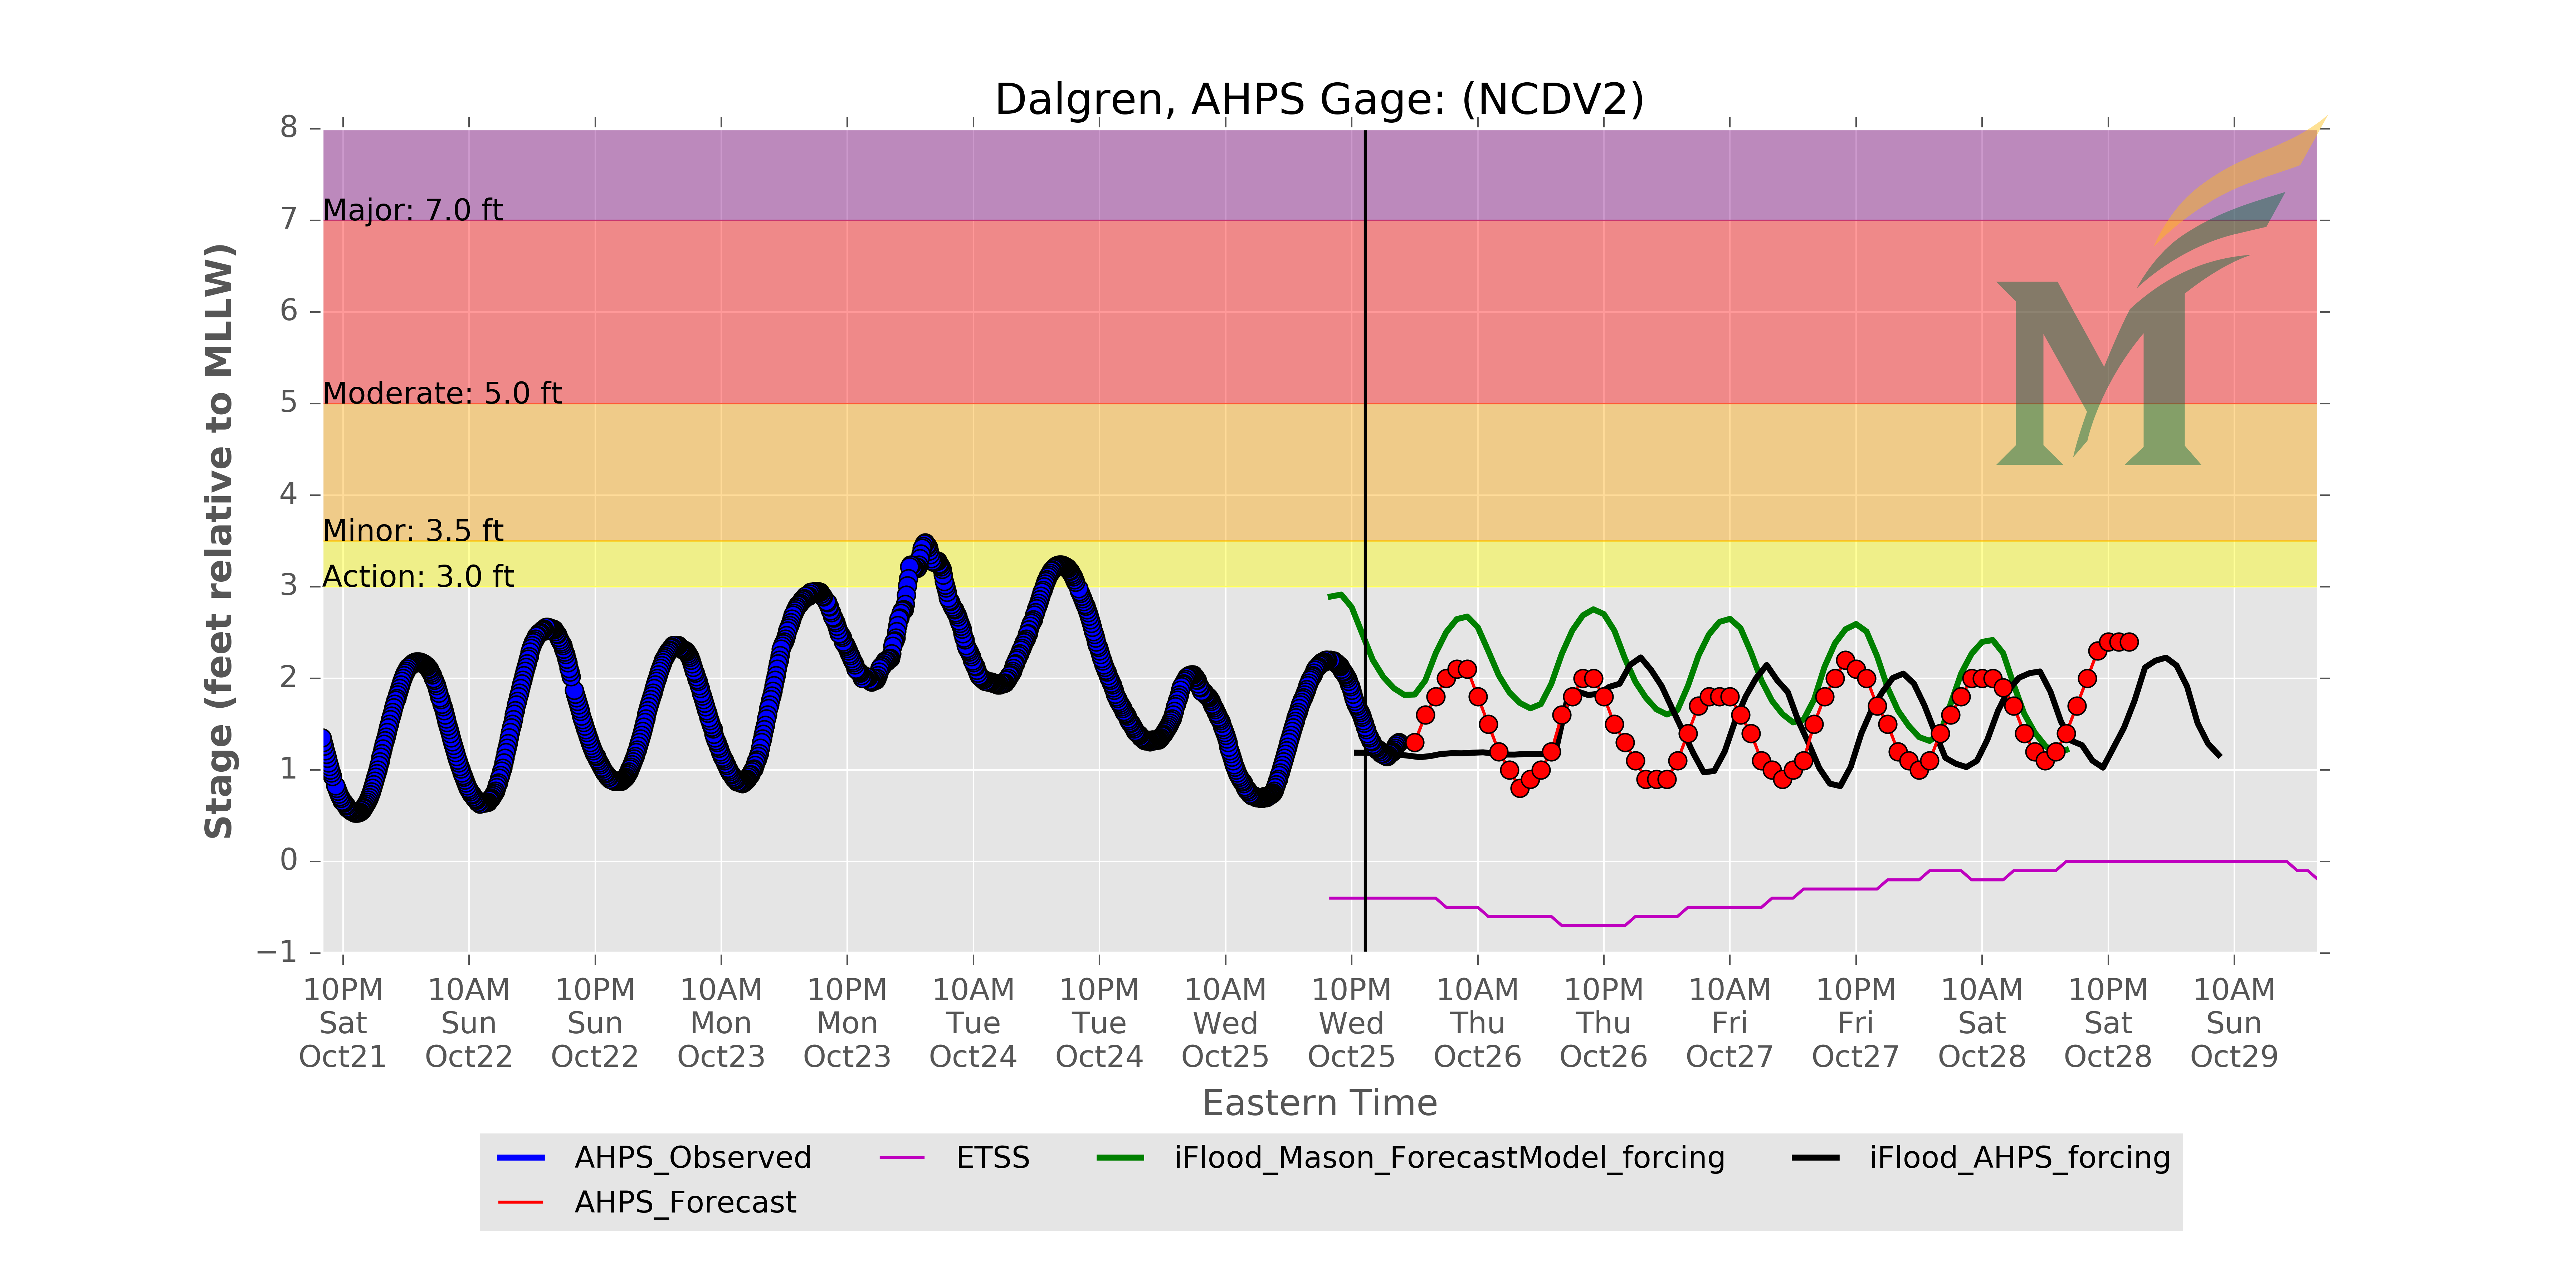 Dalgren, AHPS Gage: (NCDV2)
Stage (feet relative to MLLW)
8
7
6
5
4
3
2
1
0
−1
Major: 7.0 ft
Moderate: 5.0 ft
Minor: 3.5 ft
Action: 3.0 ft
M
10PM 10AM 10PM 10AM 10PM 10AM 10PM 10AM 10PM 10AM 10PM 10AM 10PM 10AM 10PM 10AM
Sat Sun Sun Mon Mon Tue Tue Wed Wed Thu Thu Fri Fri Sat Sat Sun
Oct21 Oct22 Oct22 Oct23 Oct23 Oct24 Oct24 Oct25 Oct25 Oct26 Oct26 Oct27 Oct27 Oct28 Oct28 Oct29
Eastern Time
AHPS_Observed ETSS iFlood_Mason_ForecastModel_forcing iFlood_AHPS_forcing
AHPS_Forecast